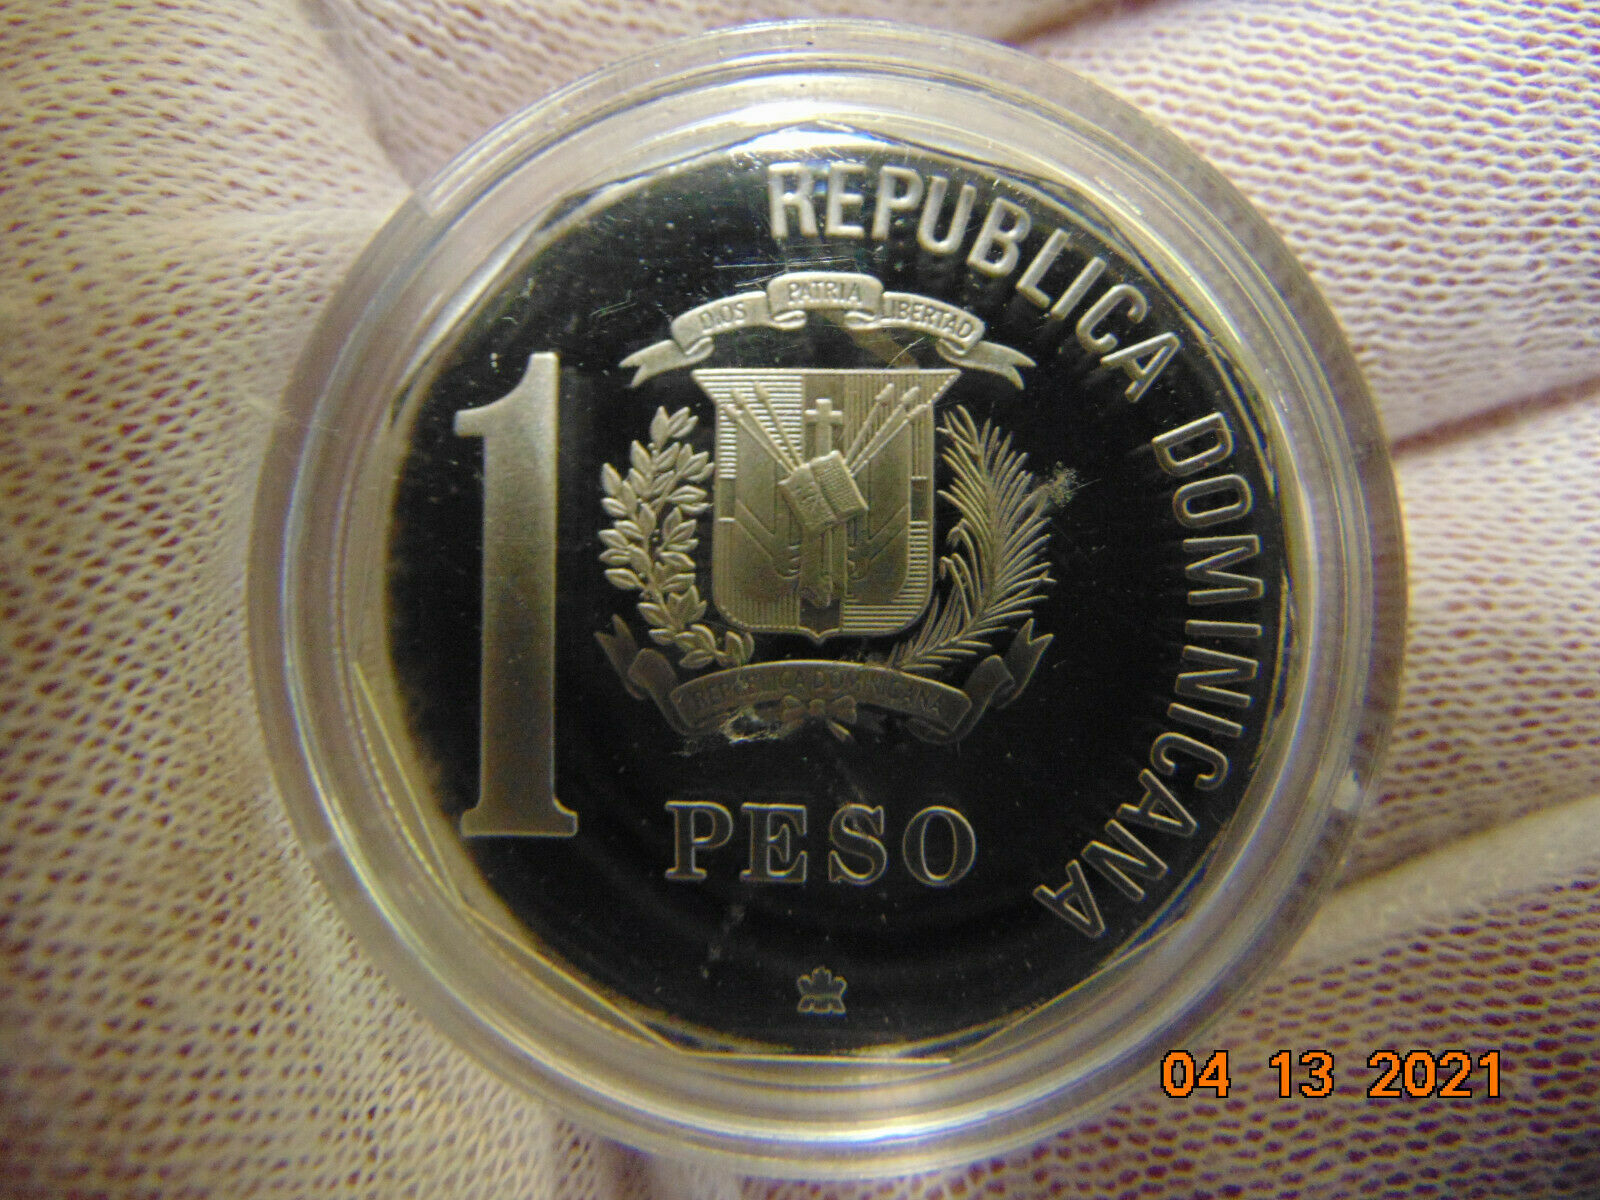 REPUBLICA DOMINICANA
DIOS PATRIA LIBERTAD
1
REPUBLICA DOMINICANA
PESO
04 13 2021